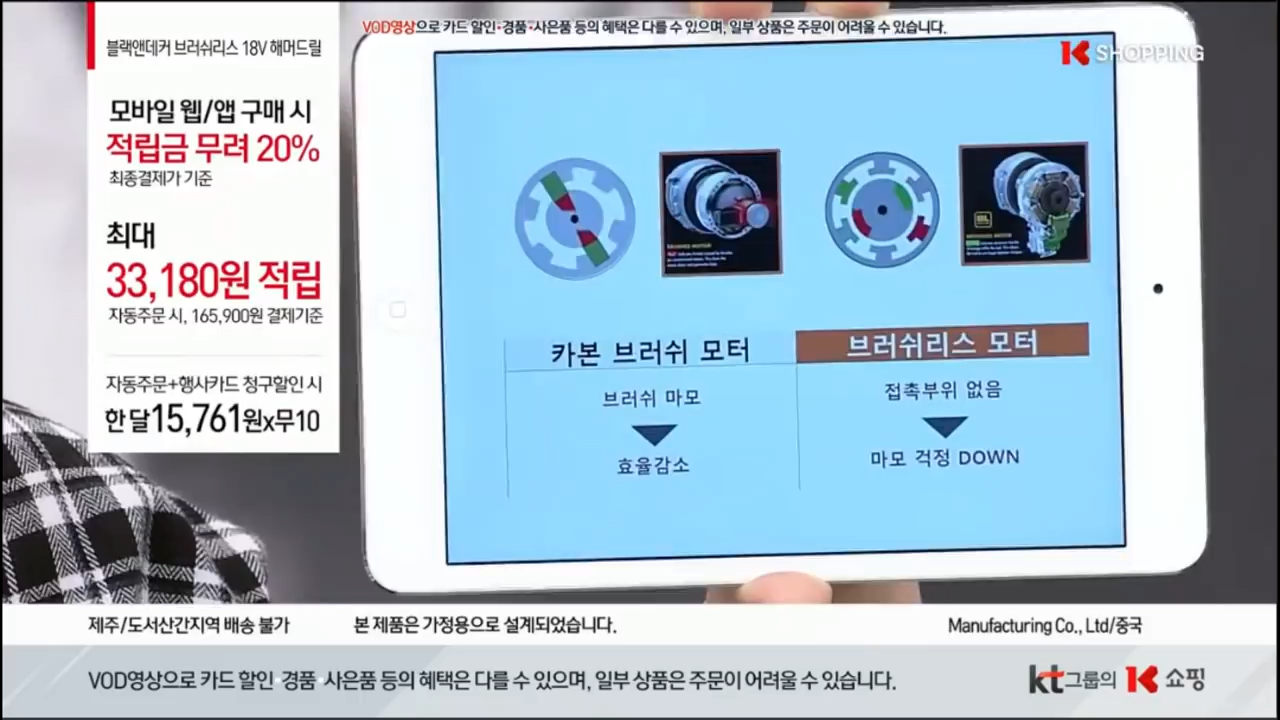 VOD영상으로 카드 할인·경품·사은품 등의 혜택은 다를 수 있으며, 일부 상품은 주문이 어려울 수 있습니다.
K SHOPPING
블랙앤데커 브러쉬리스 18V 해머드릴
모바일 웹/앱 구매 시
적립금 무려 20%
최종결제가 기준
최대
33,180원 적립
자동주문 시, 165,900원 결제기준
자동주문+행사카드 청구할인 시
한 달 15,761원x무10
BL
카본 브러쉬 모터
브러쉬리스 모터
브러쉬 마모
접촉부위 없음
효율감소
마모 걱정 DOWN
제주/도서산간지역 배송 불가
본 제품은 가정용으로 설계되었습니다.
Manufacturing Co., Ltd/중국
VOD영상으로 카드 할인·경품·사은품 등의 혜택은 다를 수 있으며, 일부 상품은 주문이 어려울 수 있습니다.
kt그룹의 K 쇼핑